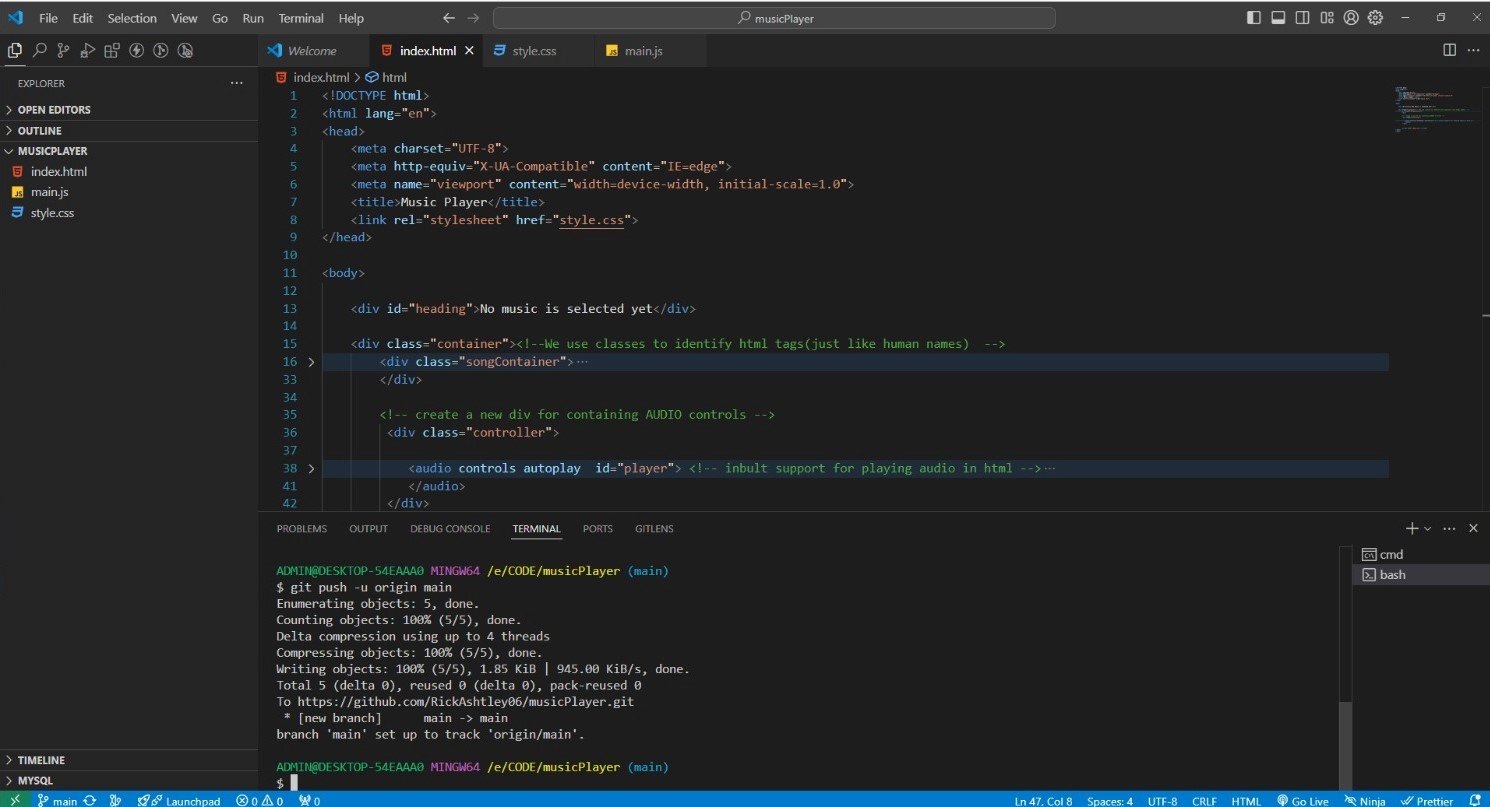 File Edit Selection View Go Run Terminal Help
musicPlayer
Welcome
index.html
style.css
JS main.js
EXPLORER
OPEN EDITORS
OUTLINE
MUSICPLAYER
index.html
JS main.js
style.css
TIMELINE
MYSQL
index.html > html
1 <!DOCTYPE html>
2 <html lang="en">
3 <head>
4 <meta charset="UTF-8">
5 <meta http-equiv="X-UA-Compatible" content="IE=edge">
6 <meta name="viewport" content="width=device-width, initial-scale=1.0">
7 <title>Music Player</title>
8 <link rel="stylesheet" href="style.css">
9 </head>
10
11 <body>
12
13 <div id="heading">No music is selected yet</div>
14
15 <div class="container"><!--We use classes to identify html tags(just like human names)  -->
16 <div class="songContainer">···
33 </div>
34
35 <!-- create a new div for containing AUDIO controls -->
36 <div class="controller">
37
38 <audio controls autoplay  id="player"> <!-- inbult support for playing audio in html -->···
41 </audio>
42 </div>
PROBLEMS OUTPUT DEBUG CONSOLE TERMINAL PORTS GITLENS
cmd
bash
ADMIN@DESKTOP-54EAAA0 MINGW64 /e/CODE/musicPlayer (main)
$ git push -u origin main
Enumerating objects: 5, done.
Counting objects: 100% (5/5), done.
Delta compression using up to 4 threads
Compressing objects: 100% (5/5), done.
Writing objects: 100% (5/5), 1.85 KiB | 945.00 KiB/s, done.
Total 5 (delta 0), reused 0 (delta 0), pack-reused 0
To https://github.com/RickAshtley06/musicPlayer.git
 * [new branch]      main -> main
branch 'main' set up to track 'origin/main'.
ADMIN@DESKTOP-54EAAA0 MINGW64 /e/CODE/musicPlayer (main)
$
main Launchpad 0 0 0 Ln 47, Col 8 Spaces: 4 UTF-8 CRLF HTML Go Live Ninja Prettier